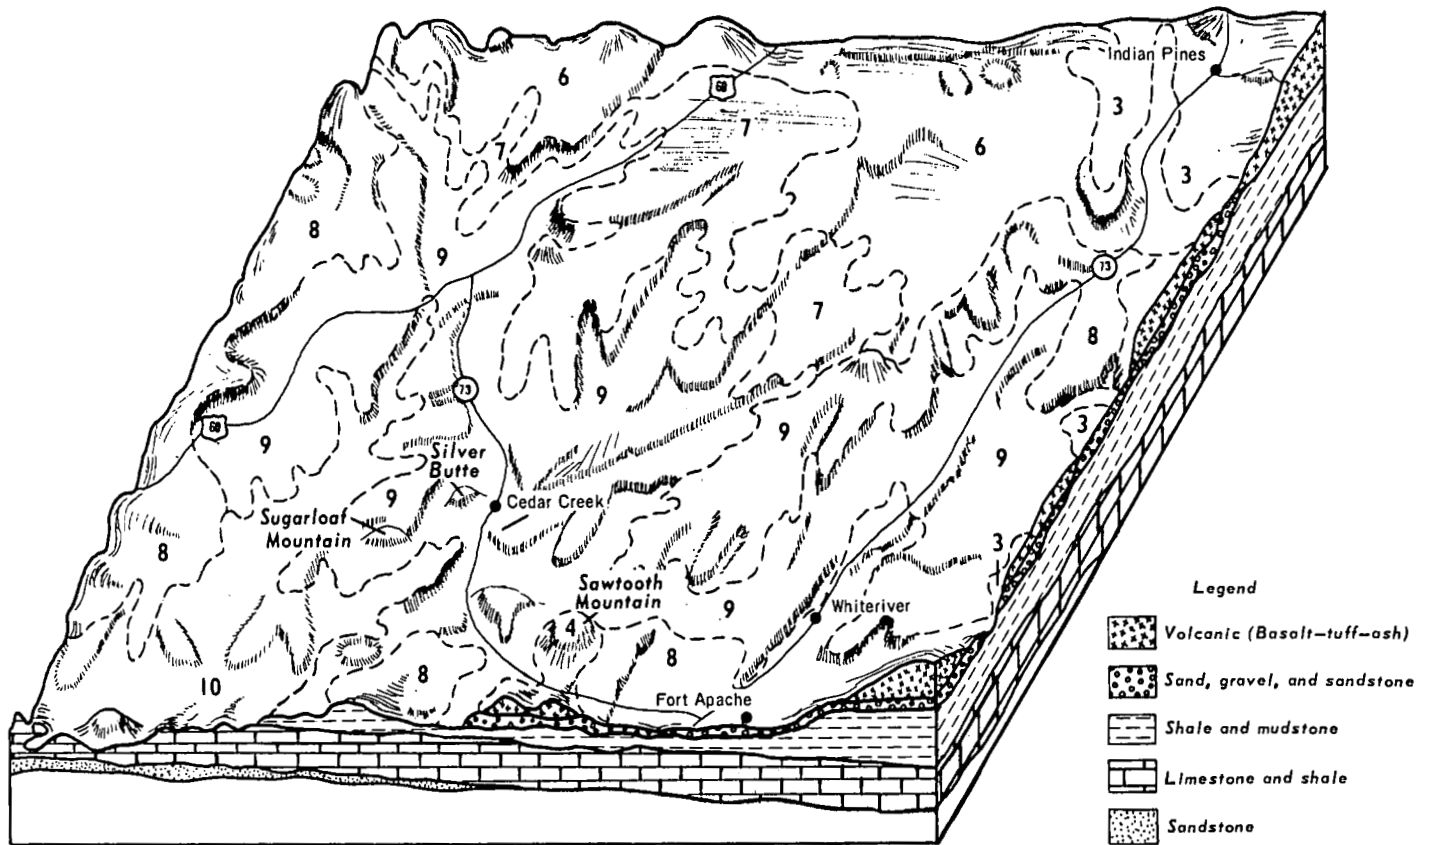 Indian Pines
6
60
3
7
7
6
3
8
9
73
7
8
9
73
3
60
9
9
9
Silver
Butte
9
Cedar Creek
Sugarloaf
Mountain
8
3
Sawtooth
Mountain
9
Whiteriver
4
8
8
10
Fort Apache
Legend
Volcanic (Basalt-tuff-ash)
Sand, gravel, and sandstone
Shale and mudstone
Limestone and shale
Sandstone